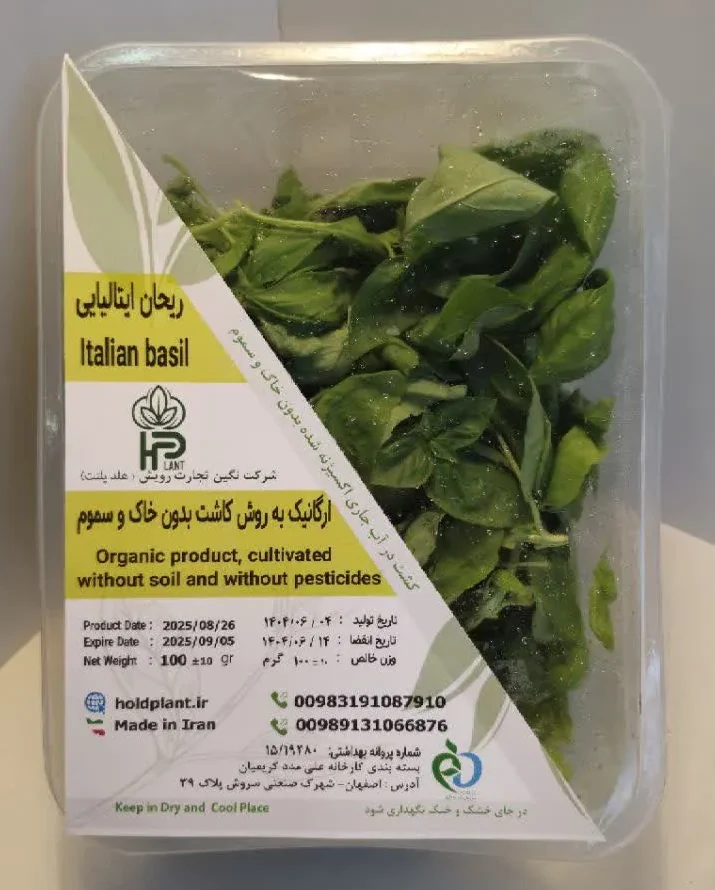 ریحان ایتالیایی
Italian basil
HP
LANT
شرکت نگین تجارت رویش (هلد پلنت)
ارگانیک به روش کاشت بدون خاک و سموم
Organic product, cultivated
without soil and without pesticides
کشت در آب جاری اکسیژنه شده بدون خاک و سموم
Product Date : 2025/08/26
تاریخ تولید : ۱۴۰۴/۰۶/۰۴
Expire Date : 2025/09/05
تاریخ انقضا : ۱۴۰۴/۰۶/۱۴
Net Weight : 100 ±10 gr
وزن خالص : ۱۰۰±۱۰ گرم
holdplant.ir
00983191087910
Made in Iran
00989131066876
شماره پروانه بهداشتی: ۱۵/۱۹۲۸۰
بسته بندی کارخانه علی مدد کریمیان
آدرس : اصفهان- شهرک صنعتی سروش پلاک ۳۹
Keep in Dry and Cool Place
در جای خشک و خنک نگهداری شود